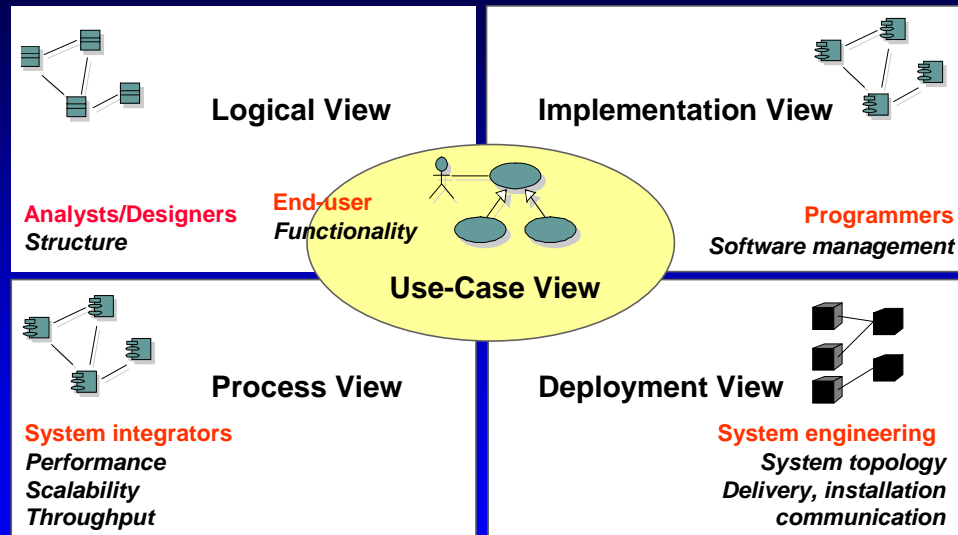 Logical View
Implementation View
Analysts/Designers
Structure
End-user
Functionality
Programmers
Software management
Use-Case View
Process View
Deployment View
System integrators
Performance
Scalability
Throughput
System engineering
System topology
Delivery, installation
communication